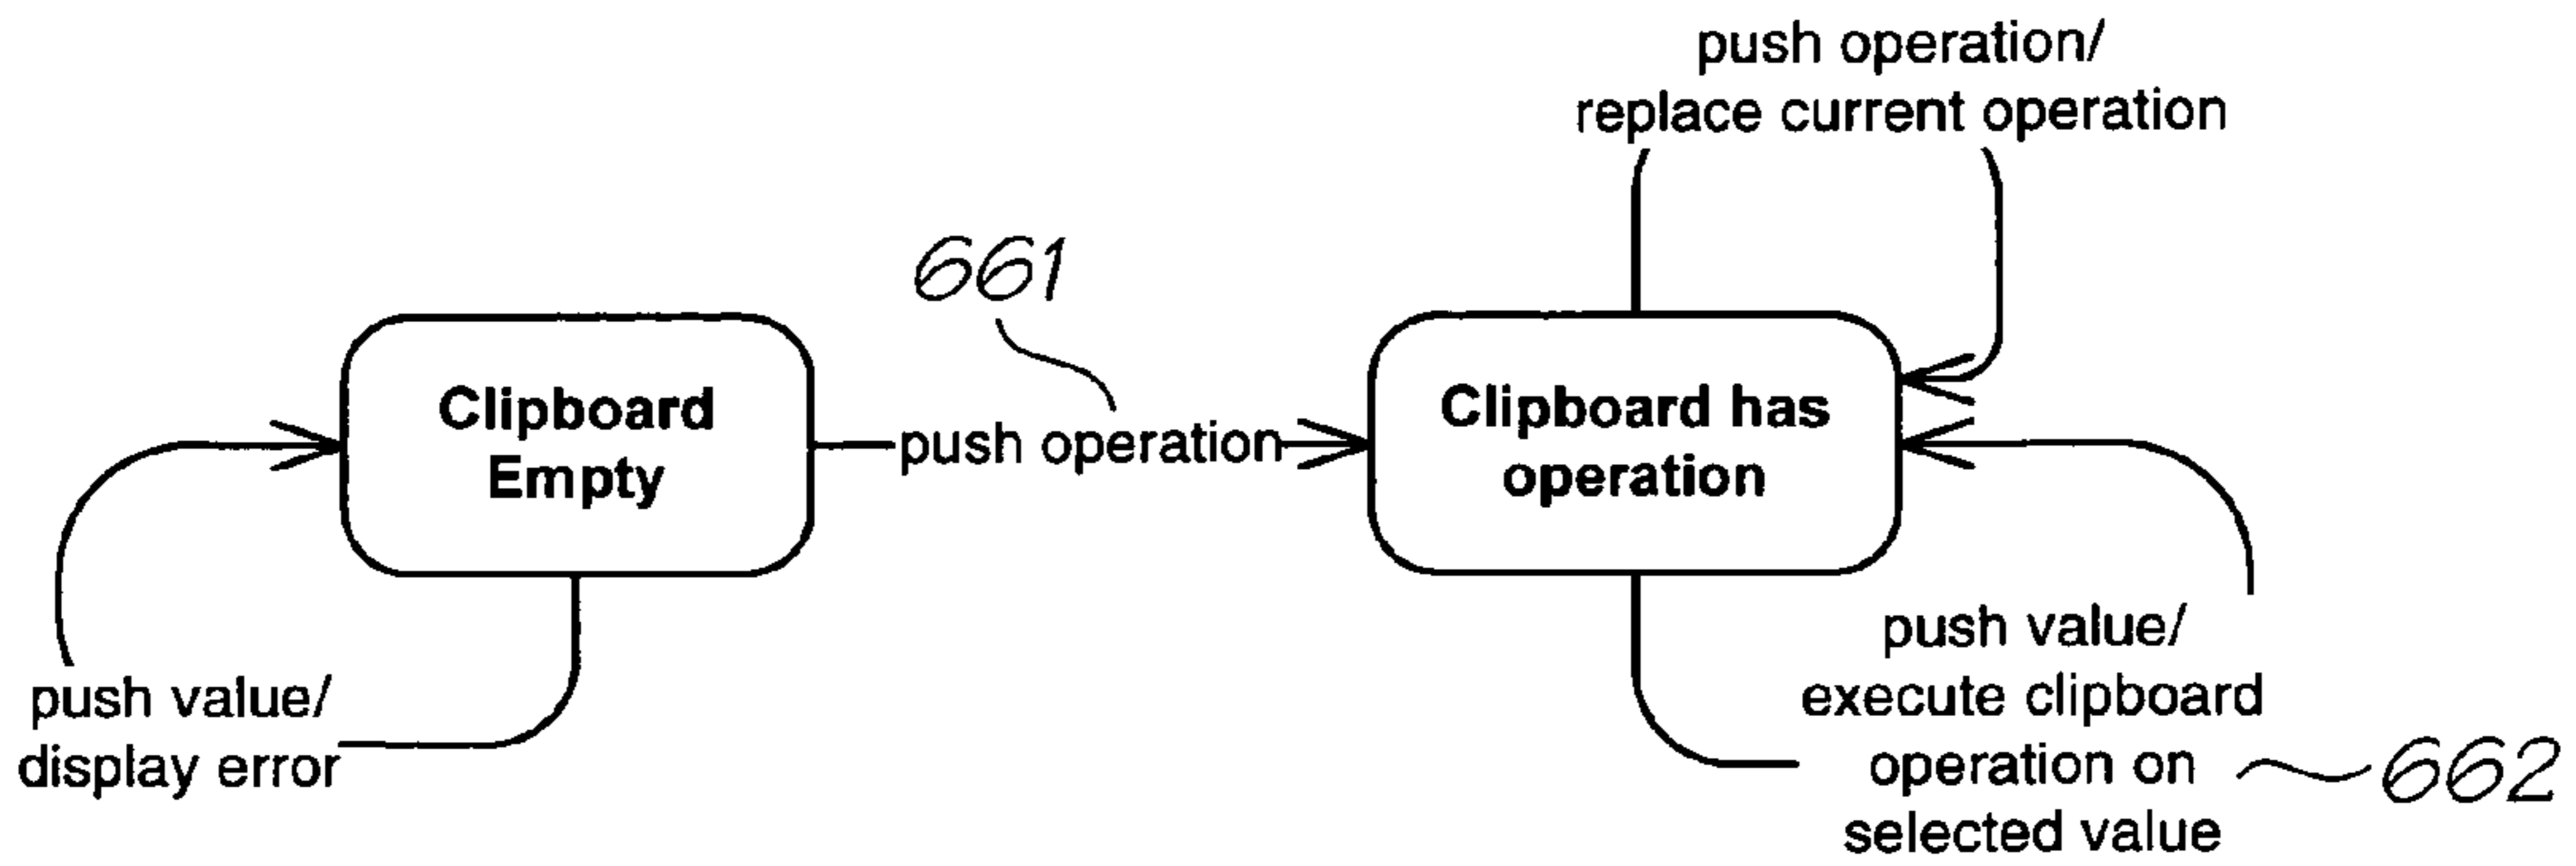 push operation/
replace current operation
661
Clipboard
Empty
push operation
Clipboard has
operation
push value/
display error
push value/
execute clipboard
operation on
selected value
662